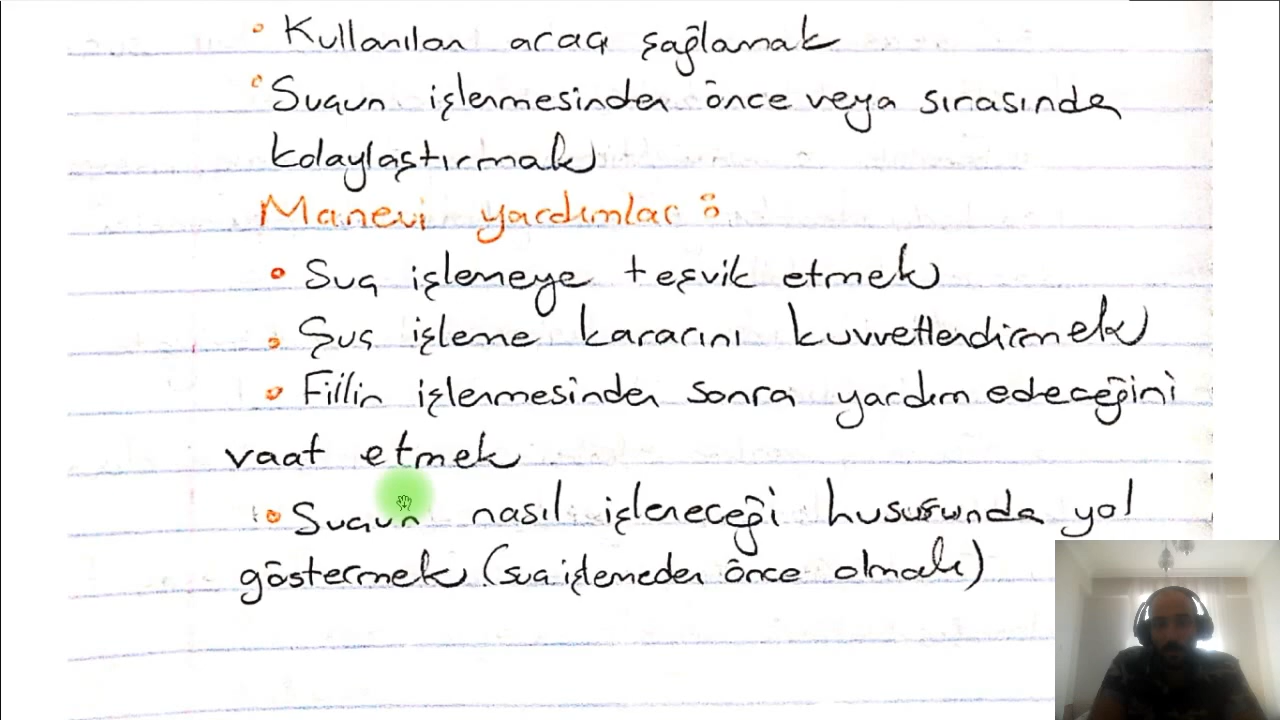 • Kullanılan aracı sağlamak
• Suçun işlenmesinden önce veya sırasında
kolaylaştırmak
Manevi yardımlar :
• Suç işlemeye teşvik etmek
• Suç işleme kararını kuvvetlendirmek
• Fiilin işlenmesinden sonra yardım edeceğini
vaat etmek
• Suçun nasıl işleneceği hususunda yol
göstermek (suç işlemeden önce olmalı)